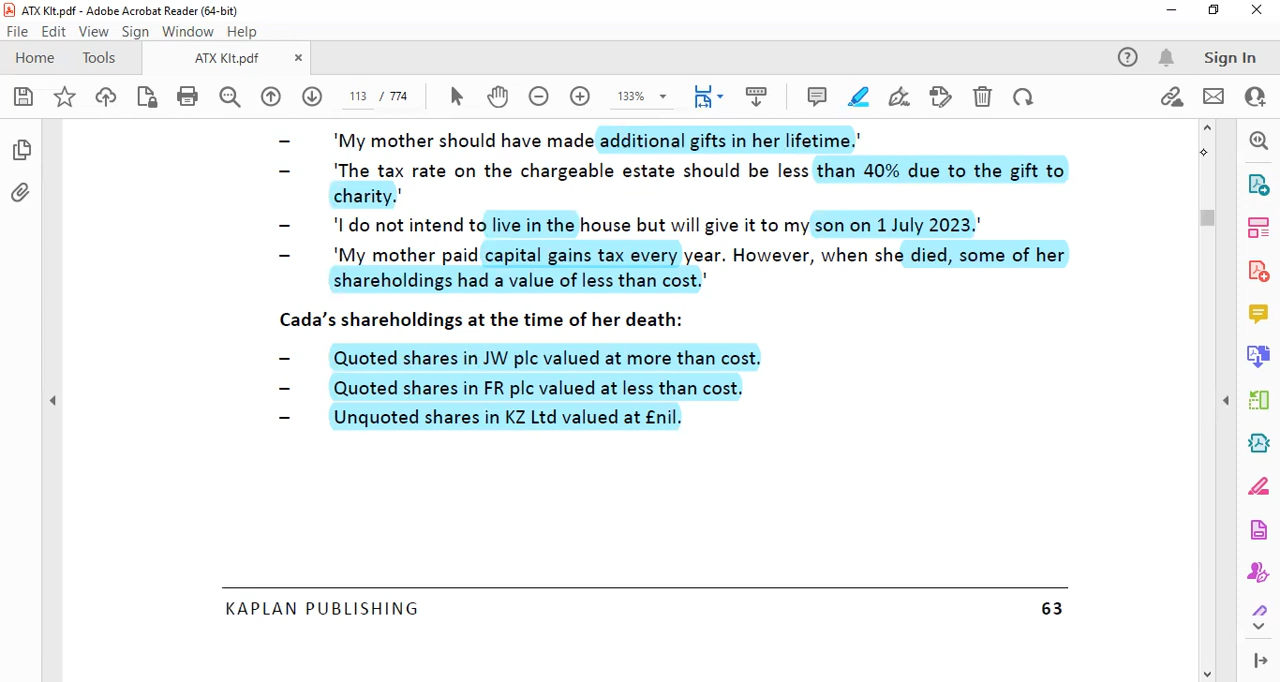 ATX KIt.pdf - Adobe Acrobat Reader (64-bit)
File Edit View Sign Window Help
Home Tools ATX KIt.pdf × Sign In
113 / 774 133%
– 'My mother should have made additional gifts in her lifetime.'
– 'The tax rate on the chargeable estate should be less than 40% due to the gift to
charity.'
– 'I do not intend to live in the house but will give it to my son on 1 July 2023.'
– 'My mother paid capital gains tax every year. However, when she died, some of her
shareholdings had a value of less than cost.'
Cada’s shareholdings at the time of her death:
– Quoted shares in JW plc valued at more than cost.
– Quoted shares in FR plc valued at less than cost.
– Unquoted shares in KZ Ltd valued at £nil.
KAPLAN PUBLISHING 63